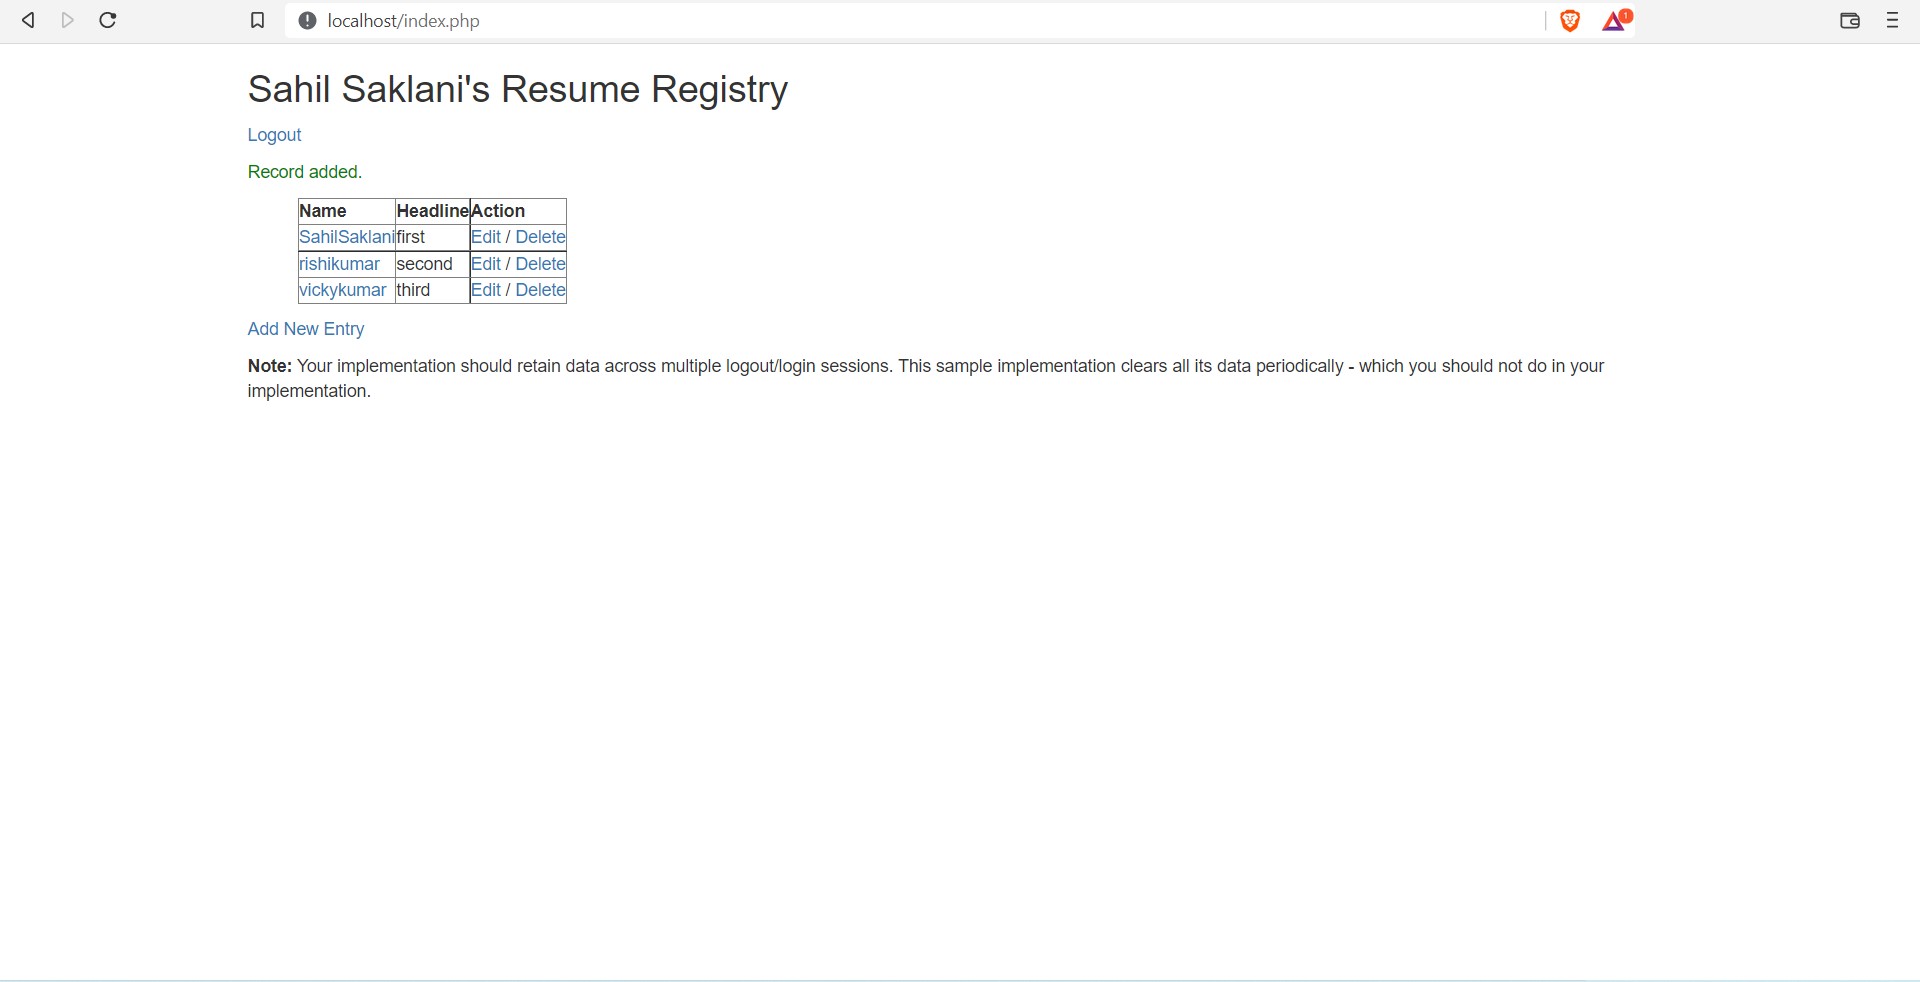 localhost/index.php
1
Sahil Saklani's Resume Registry
Logout
Record added.
Name Headline Action
SahilSaklani first Edit / Delete
rishikumar second Edit / Delete
vickykumar third Edit / Delete
Add New Entry
Note: Your implementation should retain data across multiple logout/login sessions. This sample implementation clears all its data periodically - which you should not do in your
implementation.